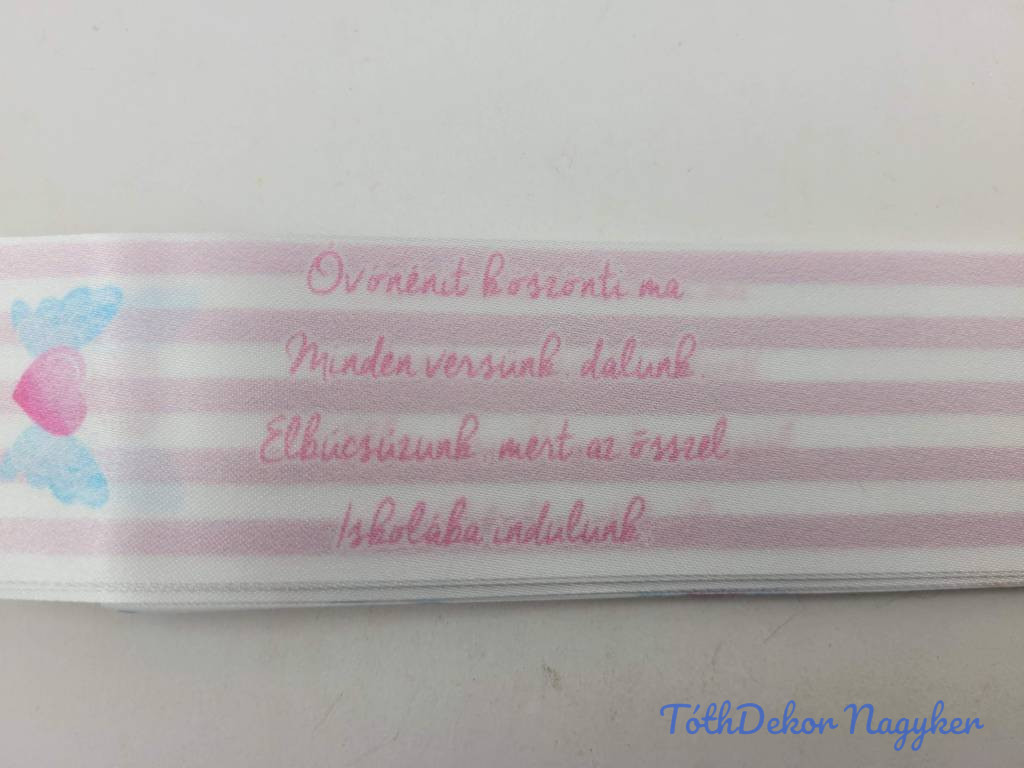 Óvónénit köszönti ma
Minden versünk, dalunk.
Elbúcsúzunk, mert az ősszel
Iskolába indulunk.
TóthDekor Nagyker